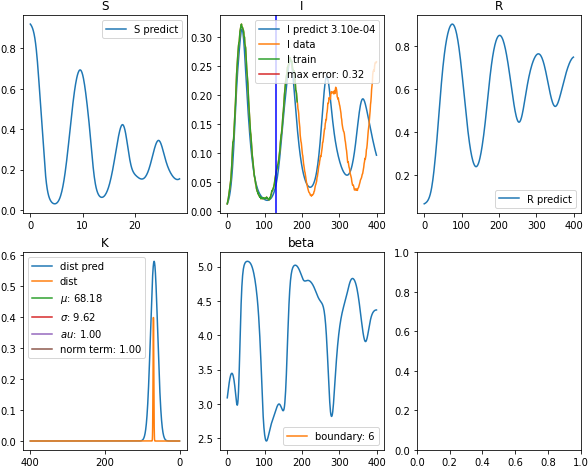 S
I
R
S predict
I predict 3.10e-04
I data
I train
max error: 0.32
R predict
0.8
0.6
0.4
0.2
0.0
0 10 20
0.30
0.25
0.20
0.15
0.10
0.05
0.00
0 100 200 300 400
0.8
0.6
0.4
0.2
0 100 200 300 400
K
beta
dist pred
dist
μ: 68.18
σ: 9.62
au: 1.00
norm term: 1.00
0.6
0.5
0.4
0.3
0.2
0.1
0.0
400 200 0
5.0
4.5
4.0
3.5
3.0
2.5
boundary: 6
0 100 200 300 400
1.0
0.8
0.6
0.4
0.2
0.0
0.0 0.2 0.4 0.6 0.8 1.0